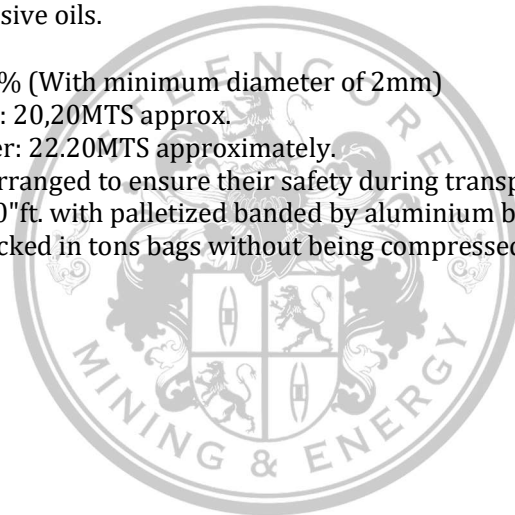 sive oils.
% (With minimum diameter of 2mm)
: 20,20MTS approx.
er: 22.20MTS approximately.
rranged to ensure their safety during transp
0"ft. with palletized banded by aluminium b
cked in tons bags without being compressed
STEENCORE
MINING & ENERGY